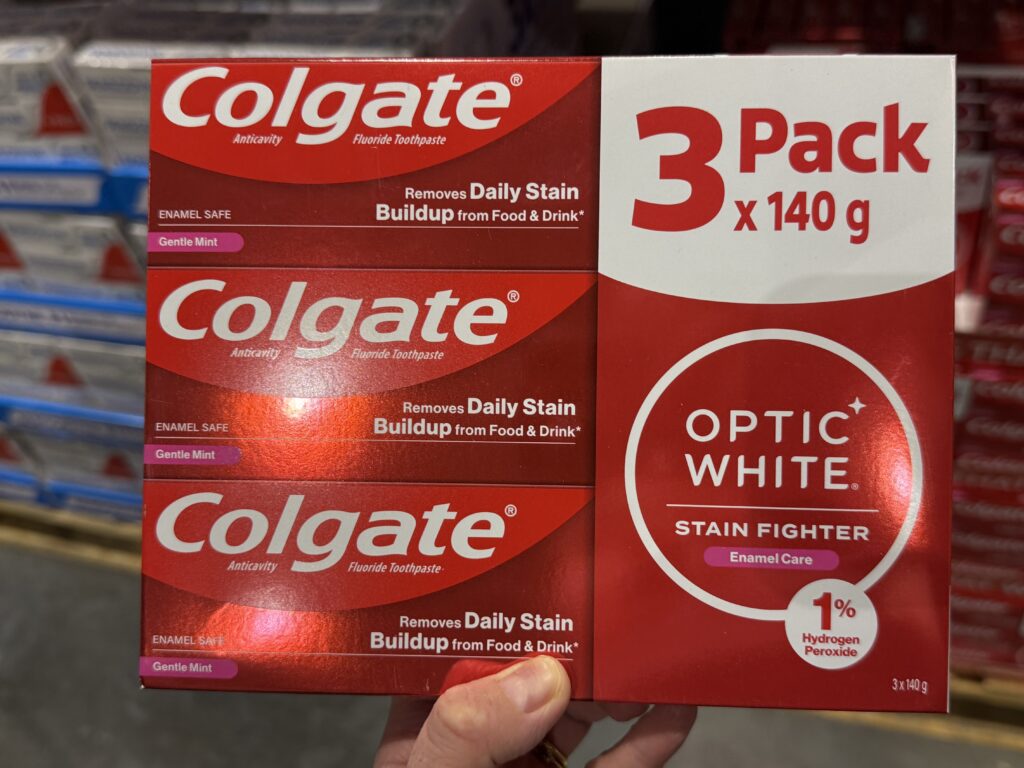 Colgate®
Anticavity Fluoride Toothpaste
Removes Daily Stain
Buildup from Food & Drink*
ENAMEL SAFE
Gentle Mint
Colgate®
Anticavity Fluoride Toothpaste
Removes Daily Stain
Buildup from Food & Drink*
ENAMEL SAFE
Gentle Mint
Colgate®
Anticavity Fluoride Toothpaste
Removes Daily Stain
Buildup from Food & Drink*
ENAMEL SAFE
Gentle Mint
3 Pack
x 140 g
OPTIC
WHITE®
STAIN FIGHTER
Enamel Care
1%
Hydrogen
Peroxide
3 x 140 g